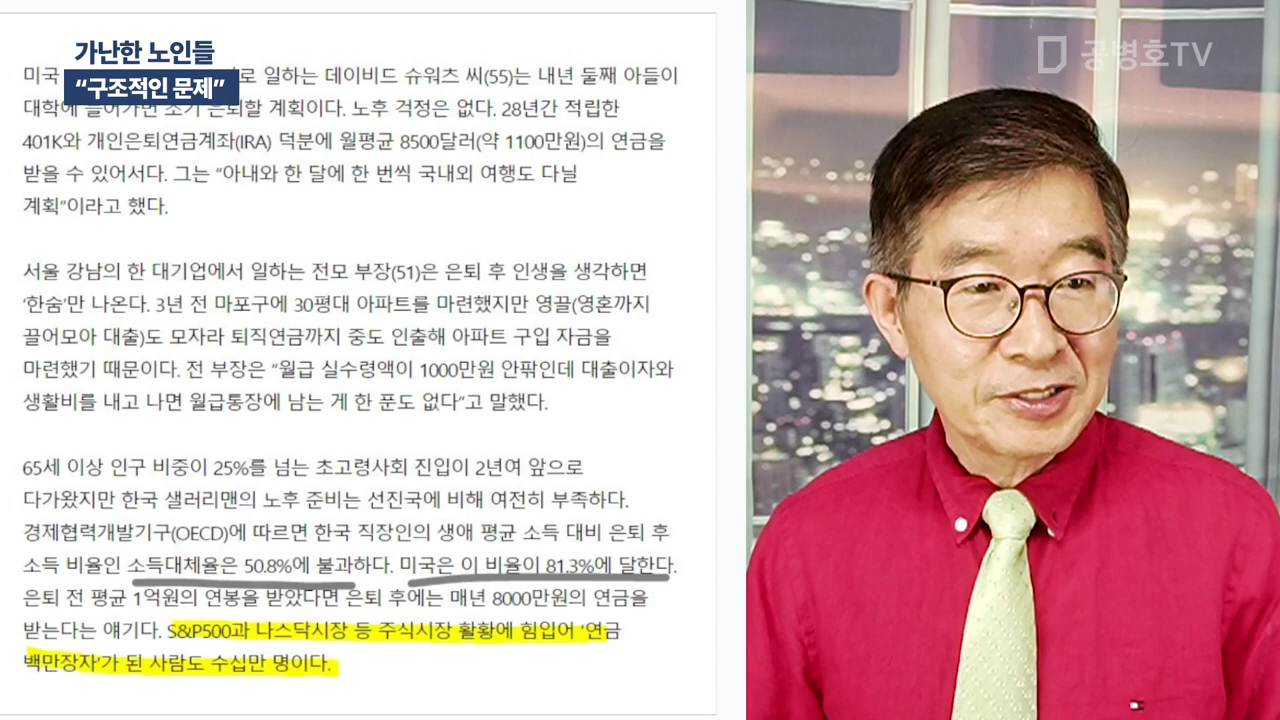 가난한 노인들
“구조적인 문제”
공병호TV
미국 로 일하는 데이비드 슈워츠 씨(55)는 내년 둘째 아들이
대학에 들어가면 조기 은퇴할 계획이다. 노후 걱정은 없다. 28년간 적립한
401K와 개인은퇴연금계좌(IRA) 덕분에 월평균 8500달러(약 1100만원)의 연금을
받을 수 있어서다. 그는 “아내와 한 달에 한 번씩 국내외 여행도 다닐
계획”이라고 했다.
서울 강남의 한 대기업에서 일하는 전모 부장(51)은 은퇴 후 인생을 생각하면
‘한숨’만 나온다. 3년 전 마포구에 30평대 아파트를 마련했지만 영끌(영혼까지
끌어모아 대출)도 모자라 퇴직연금까지 중도 인출해 아파트 구입 자금을
마련했기 때문이다. 전 부장은 “월급 실수령액이 1000만원 안팎인데 대출이자와
생활비를 내고 나면 월급통장에 남는 게 한 푼도 없다”고 말했다.
65세 이상 인구 비중이 25%를 넘는 초고령사회 진입이 2년여 앞으로
다가왔지만 한국 샐러리맨의 노후 준비는 선진국에 비해 여전히 부족하다.
경제협력개발기구(OECD)에 따르면 한국 직장인의 생애 평균 소득 대비 은퇴 후
소득 비율인 소득대체율은 50.8%에 불과하다. 미국은 이 비율이 81.3%에 달한다.
은퇴 전 평균 1억원의 연봉을 받았다면 은퇴 후에는 매년 8000만원의 연금을
받는다는 얘기다. S&P500과 나스닥시장 등 주식시장 활황에 힘입어 ‘연금
백만장자’가 된 사람도 수십만 명이다.